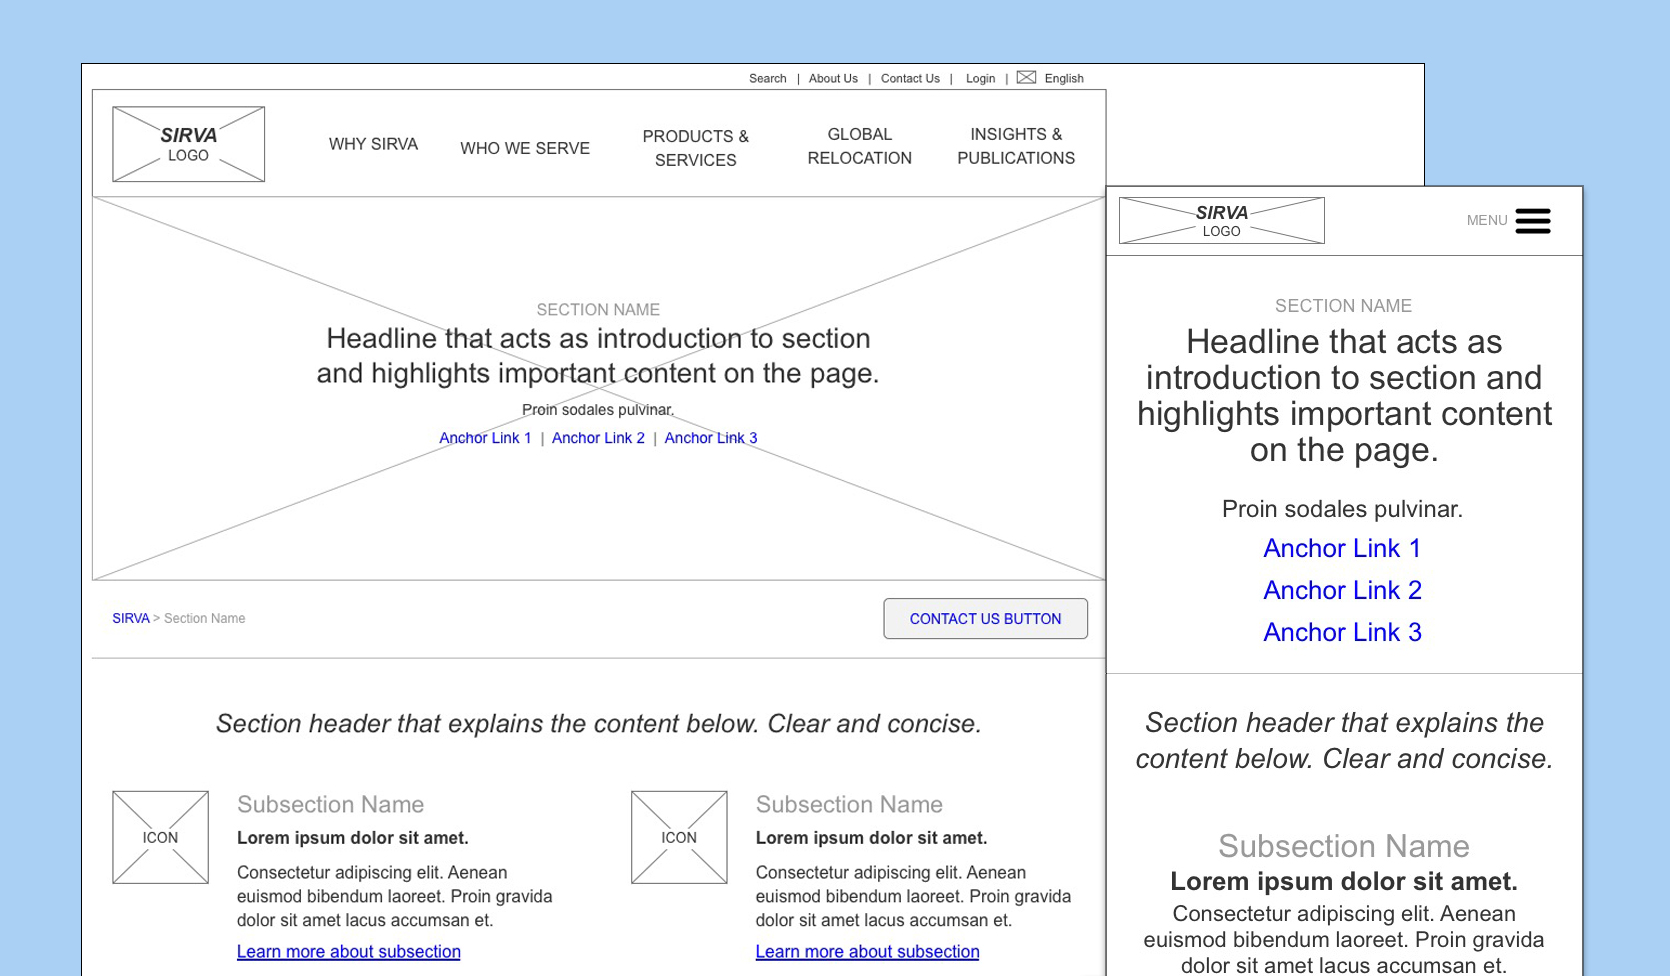 Search | About Us | Contact Us | Login | English
SIRVA
LOGO
WHY SIRVA
WHO WE SERVE
PRODUCTS &
SERVICES
GLOBAL
RELOCATION
INSIGHTS &
PUBLICATIONS
SECTION NAME
Headline that acts as introduction to section
and highlights important content on the page.
Proin sodales pulvinar.
Anchor Link 1 | Anchor Link 2 | Anchor Link 3
SIRVA > Section Name
CONTACT US BUTTON
Section header that explains the content below. Clear and concise.
ICON
Subsection Name
Lorem ipsum dolor sit amet.
Consectetur adipiscing elit. Aenean
euismod bibendum laoreet. Proin gravida
dolor sit amet lacus accumsan et.
Learn more about subsection
ICON
Subsection Name
Lorem ipsum dolor sit amet.
Consectetur adipiscing elit. Aenean
euismod bibendum laoreet. Proin gravida
dolor sit amet lacus accumsan et.
Learn more about subsection
SIRVA
LOGO
MENU
SECTION NAME
Headline that acts as
introduction to section and
highlights important content
on the page.
Proin sodales pulvinar.
Anchor Link 1
Anchor Link 2
Anchor Link 3
Section header that explains the
content below. Clear and concise.
Subsection Name
Lorem ipsum dolor sit amet.
Consectetur adipiscing elit. Aenean
euismod bibendum laoreet. Proin gravida
dolor sit amet lacus accumsan et.